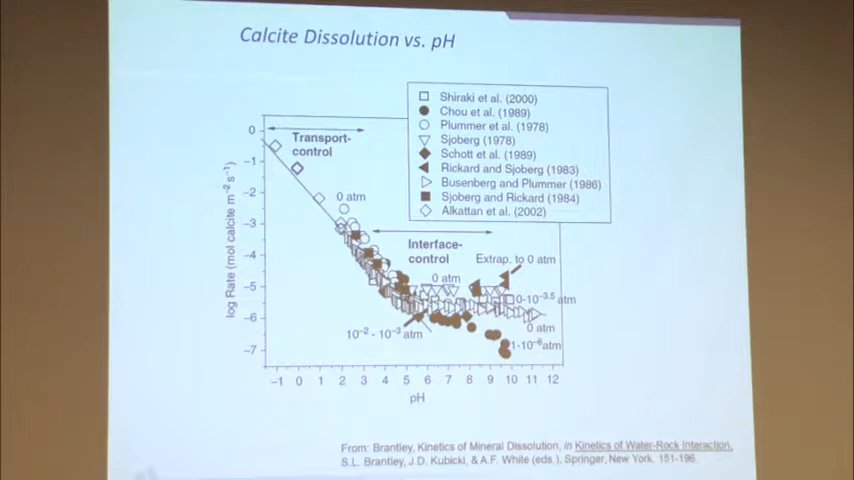 Calcite Dissolution vs. pH
Shiraki et al. (2000)
Chou et al. (1989)
Plummer et al. (1978)
Sjoberg (1978)
Schott et al. (1989)
Rickard and Sjoberg (1983)
Busenberg and Plummer (1986)
Sjoberg and Rickard (1984)
Alkattan et al. (2002)
Transport-
control
0 atm
Interface-
control
Extrap. to 0 atm
0 atm
0-10⁻³·⁵ atm
10⁻² - 10⁻³ atm
0 atm
1-10⁻⁶atm
log Rate (mol calcite m⁻² s⁻¹)
0
−1
−2
−3
−4
−5
−6
−7
−1 0 1 2 3 4 5 6 7 8 9 10 11 12
pH
From: Brantley, Kinetics of Mineral Dissolution, in Kinetics of Water-Rock Interaction,
S.L. Brantley, J.D. Kubicki, & A.F. White (eds.), Springer, New York. 151-196.